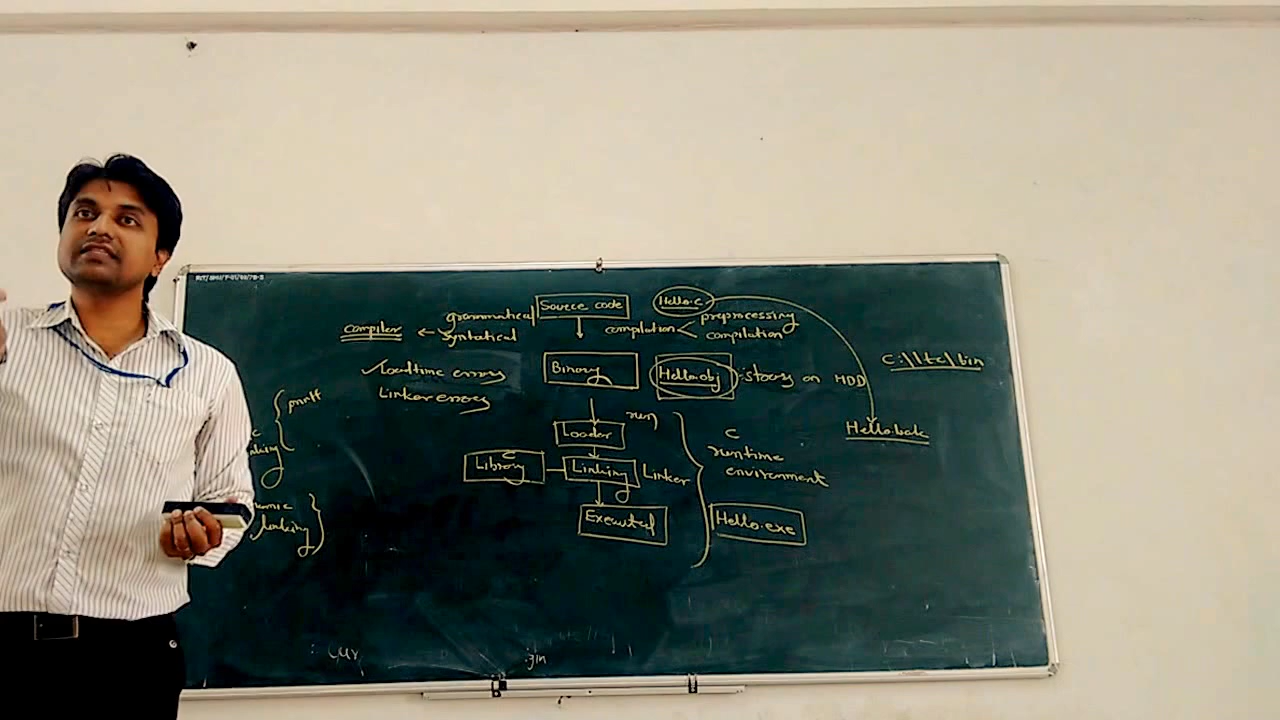 Source code
Hello.c
grammatical
preprocessing
compiler
syntatical
compilation
compilation
C:\\tc\bin
Loadtime errors
Binary
Hello.obj
stores on HDD
Linker errors
printf
run
Hello.bak
Loader
C
runtime
environment
C
Library
Linking
Linker
linking
Executed
Hello.exe